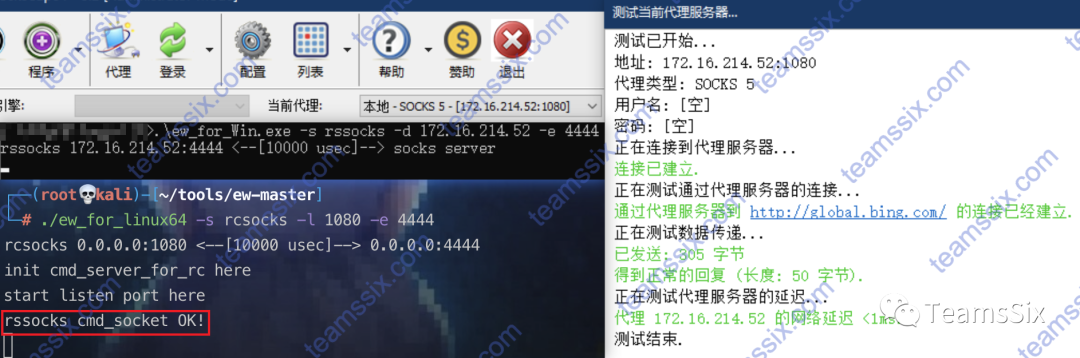 程序
代理
登录
配置
列表
帮助
赞助
退出
引擎:
当前代理:
本地 - SOCKS 5 - [172.16.214.52:1080]
>.\ew_for_Win.exe -s rssocks -d 172.16.214.52 -e 4444
rssocks 172.16.214.52:4444 <--[10000 usec]--> socks server
(root💀kali)-[~/tools/ew-master]
# ./ew_for_linux64 -s rcsocks -l 1080 -e 4444
rcsocks 0.0.0.0:1080 <--[10000 usec]--> 0.0.0.0:4444
init cmd_server_for_rc here
start listen port here
rssocks cmd_socket OK!
测试当前代理服务器...
测试已开始...
地址: 172.16.214.52:1080
代理类型: SOCKS 5
用户名: [空]
密码: [空]
正在连接到代理服务器...
连接已建立.
正在测试通过代理服务器的连接...
通过代理服务器到 http://global.bing.com/ 的连接已经建立.
正在测试数据传递...
已发送: 305 字节
得到正常的回复 (长度: 50 字节).
正在测试代理服务器的延迟...
代理 172.16.214.52 的网络延迟 <1ms
测试结束.
TeamsSix
teamssix.com
teamssix.com
teamssix.com
teamssix.com
teamssix.com
teamssix.com